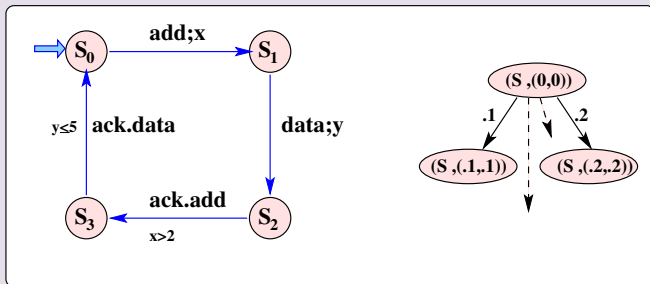 S0
add;x
S1
data;y
S2
ack.add
x>2
S3
y≤5
ack.data
(S ,(0,0))
.1
.2
(S ,(.1,.1))
(S ,(.2,.2))